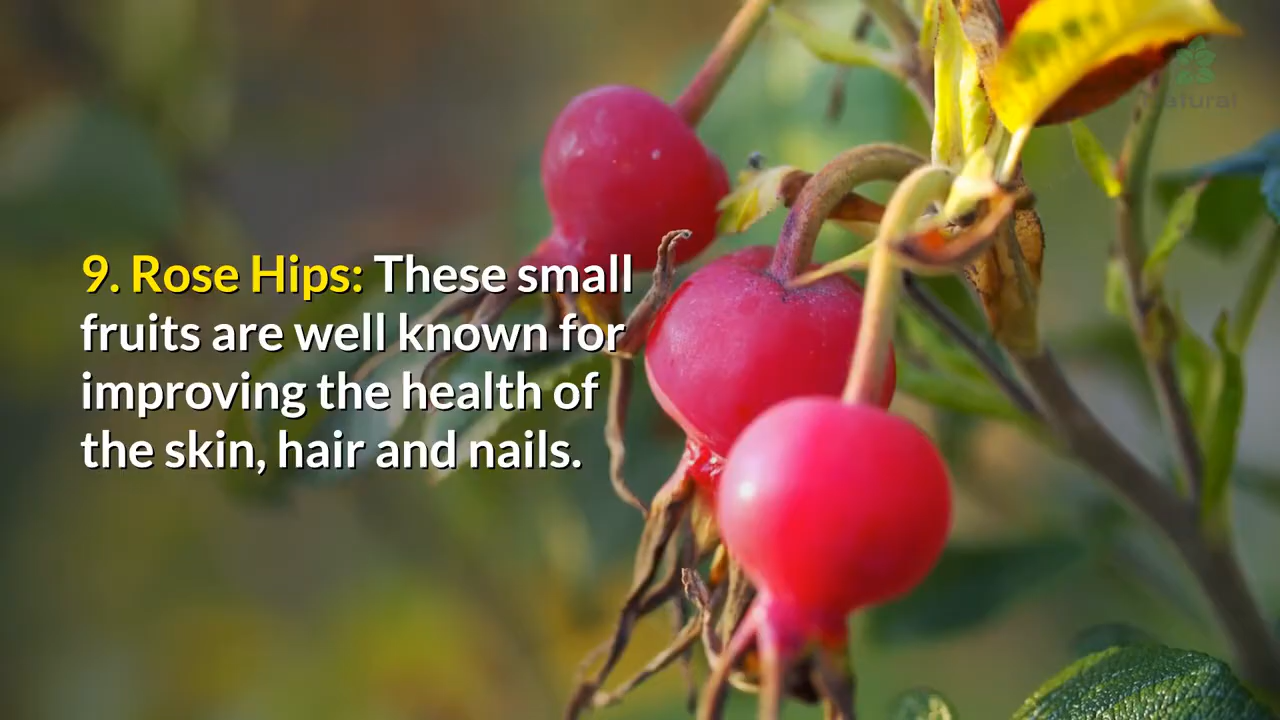 9. Rose Hips: These small
fruits are well known for
improving the health of
the skin, hair and nails.